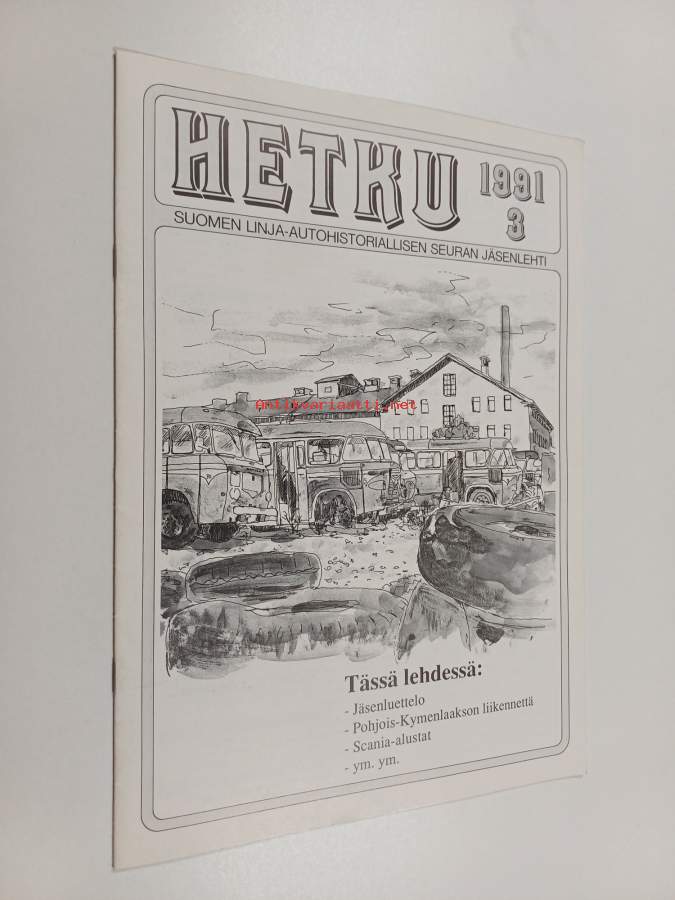 HETKU 1991
3
SUOMEN LINJA-AUTOHISTORIALLISEN SEURAN JÄSENLEHTI
Antikvariaatti.net
Tässä lehdessä:
- Jäsenluettelo
- Pohjois-Kymenlaakson liikennettä
- Scania-alustat
- ym. ym.